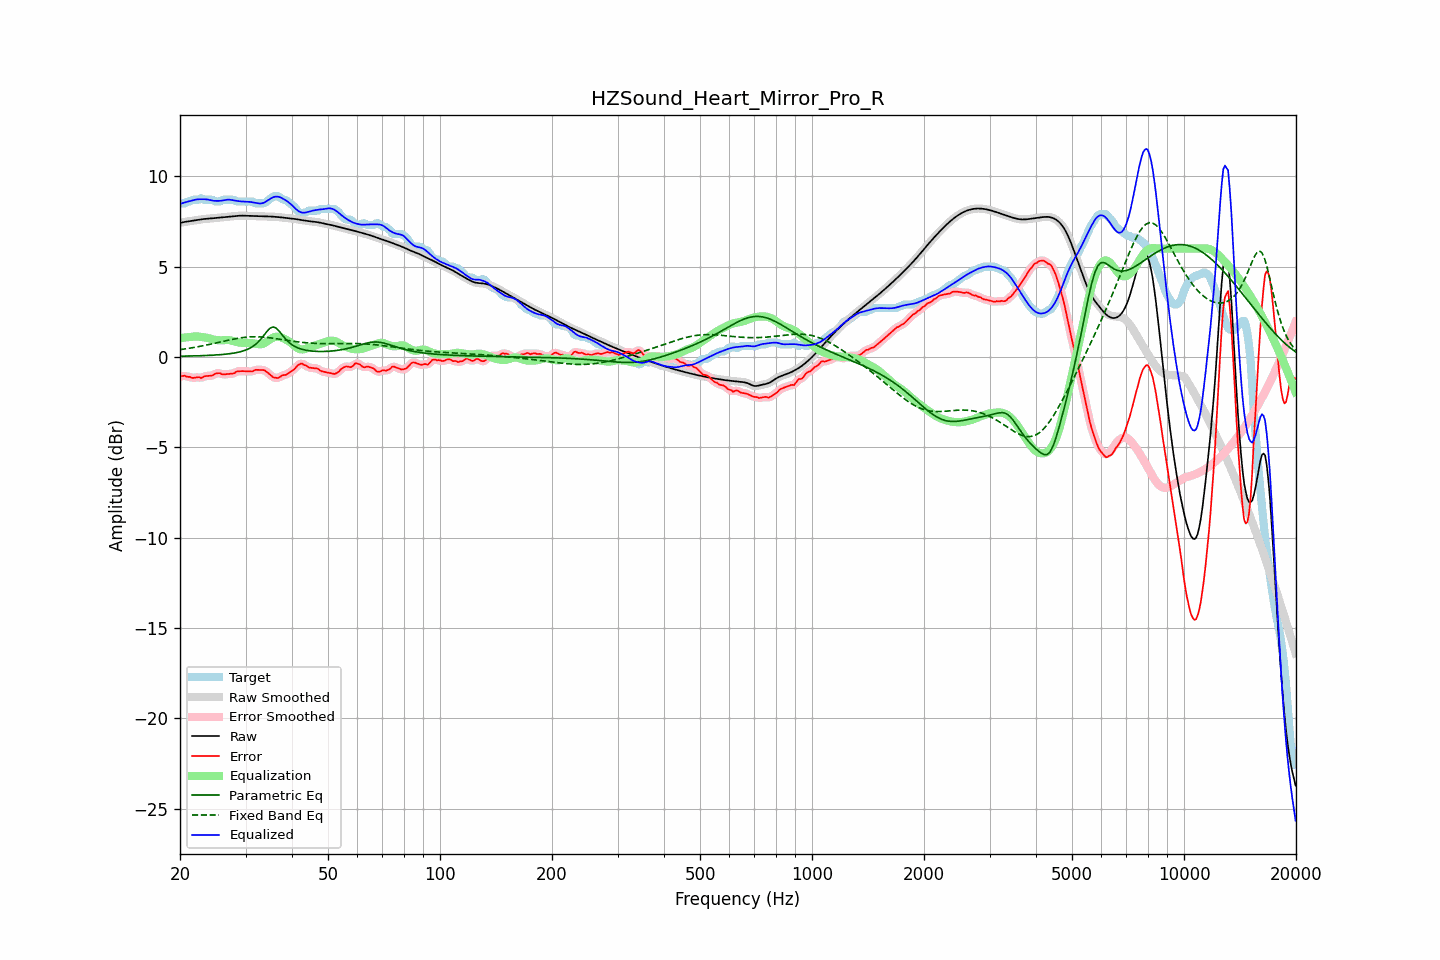 HZSound_Heart_Mirror_Pro_R
10
5
0
−5
−10
−15
−20
−25
Amplitude (dBr)
Target
Raw Smoothed
Error Smoothed
Raw
Error
Equalization
Parametric Eq
Fixed Band Eq
Equalized
20 50 100 200 500 1000 2000 5000 10000 20000
Frequency (Hz)